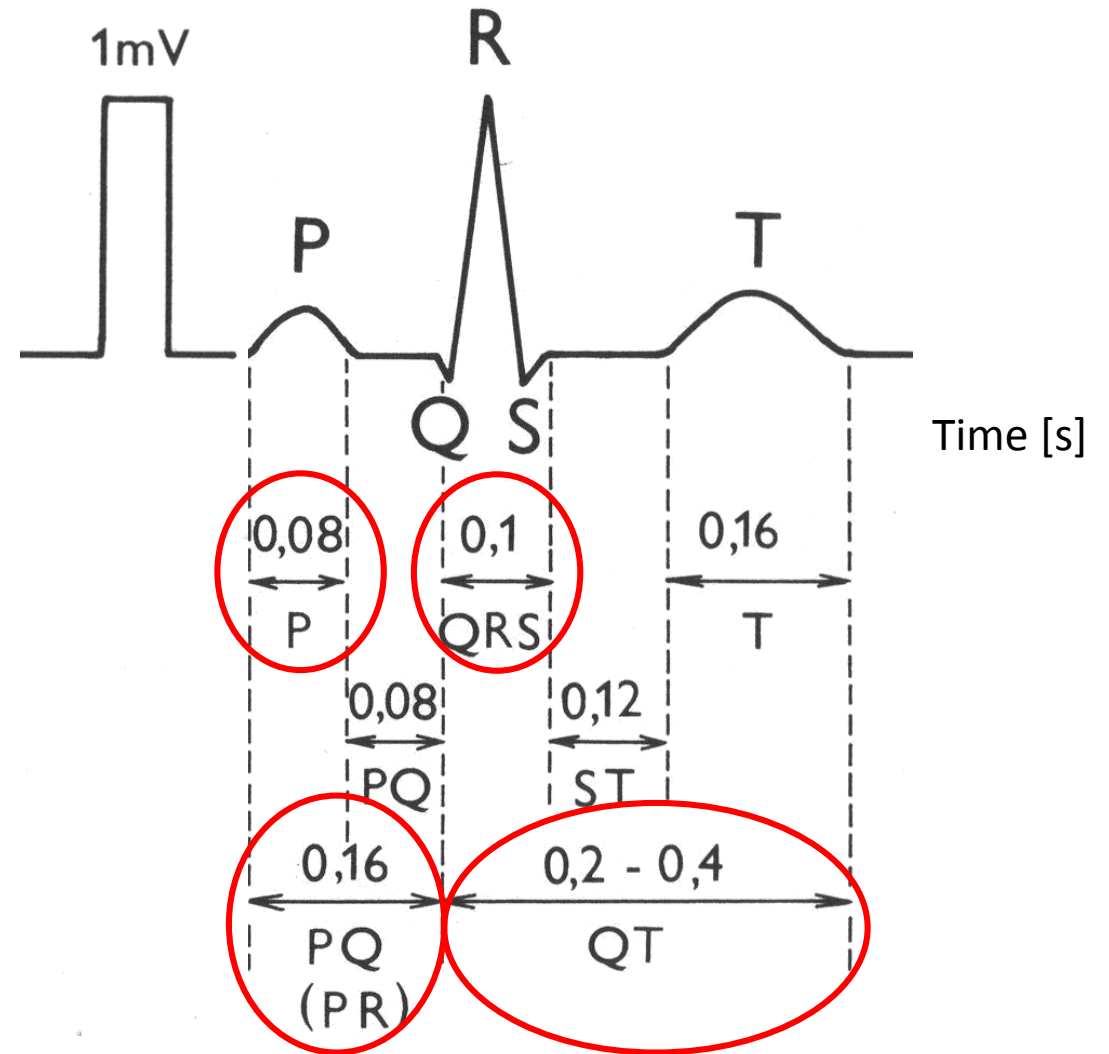 1mV
R
P
T
Q S
Time [s]
0,08 0,1 0,16
P QRS T
0,08 0,12
PQ ST
0,16 0,2 - 0,4
PQ QT
(PR)